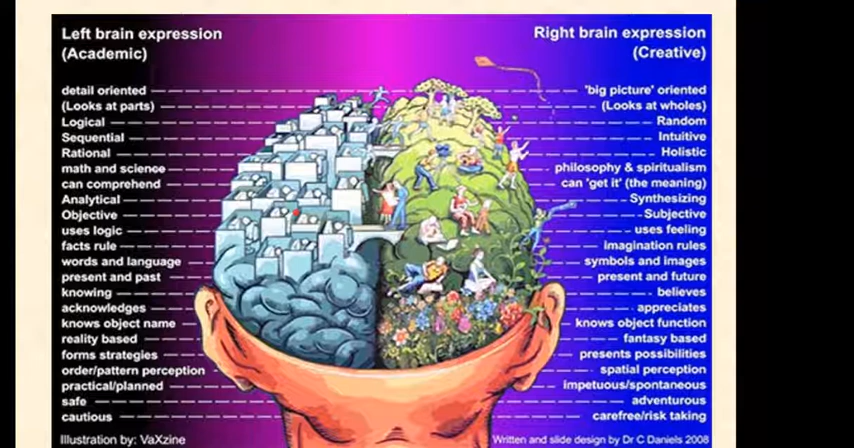 Left brain expression
(Academic)
detail oriented
(Looks at parts)
Logical
Sequential
Rational
math and science
can comprehend
Analytical
Objective
uses logic
facts rule
words and language
present and past
knowing
acknowledges
knows object name
reality based
forms strategies
order/pattern perception
practical/planned
safe
cautious
Illustration by: VaXzine
Right brain expression
(Creative)
'big picture' oriented
(Looks at wholes)
Random
Intuitive
Holistic
philosophy & spiritualism
can 'get it' (the meaning)
Synthesizing
Subjective
uses feeling
imagination rules
symbols and images
present and future
believes
appreciates
knows object function
fantasy based
presents possibilities
spatial perception
impetuous/spontaneous
adventurous
carefree/risk taking
Written and slide design by Dr C Daniels 2008